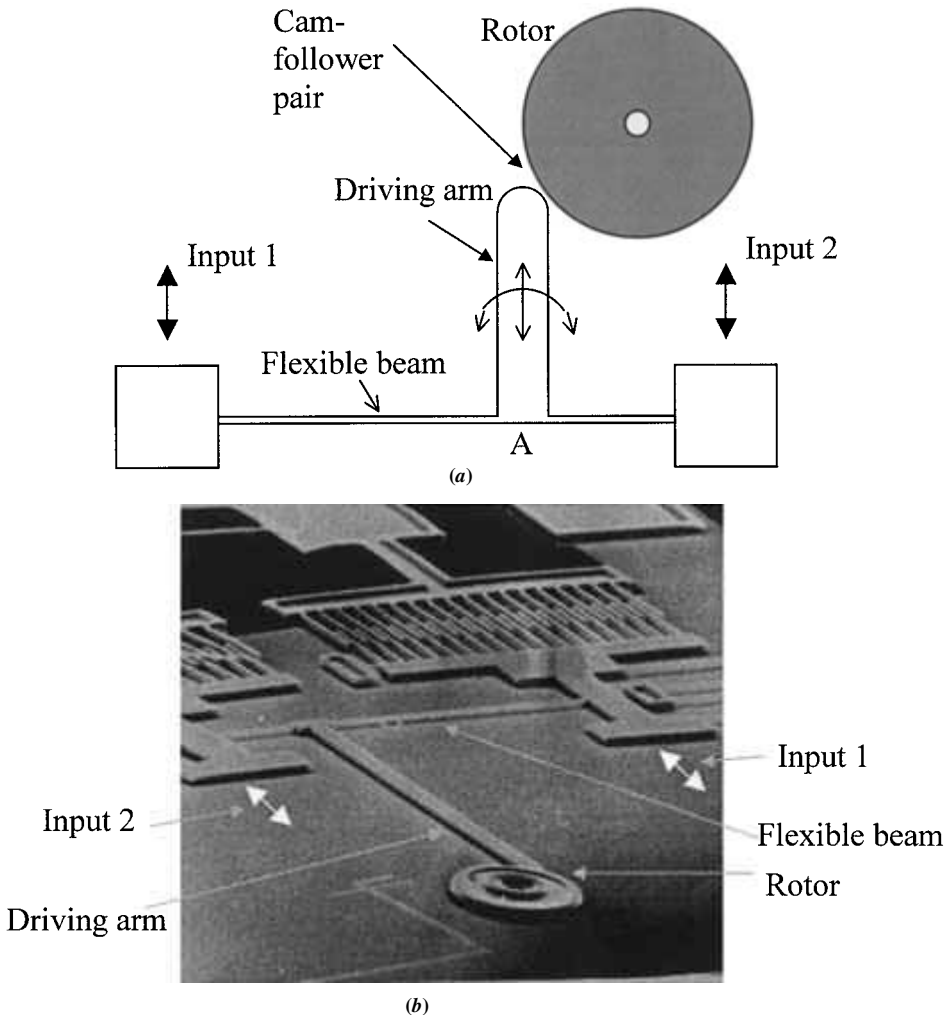 Cam-
follower
pair
Rotor
Driving arm
Input 1
Input 2
Flexible beam
A
(a)
Input 1
Input 2
Flexible beam
Rotor
Driving arm
(b)